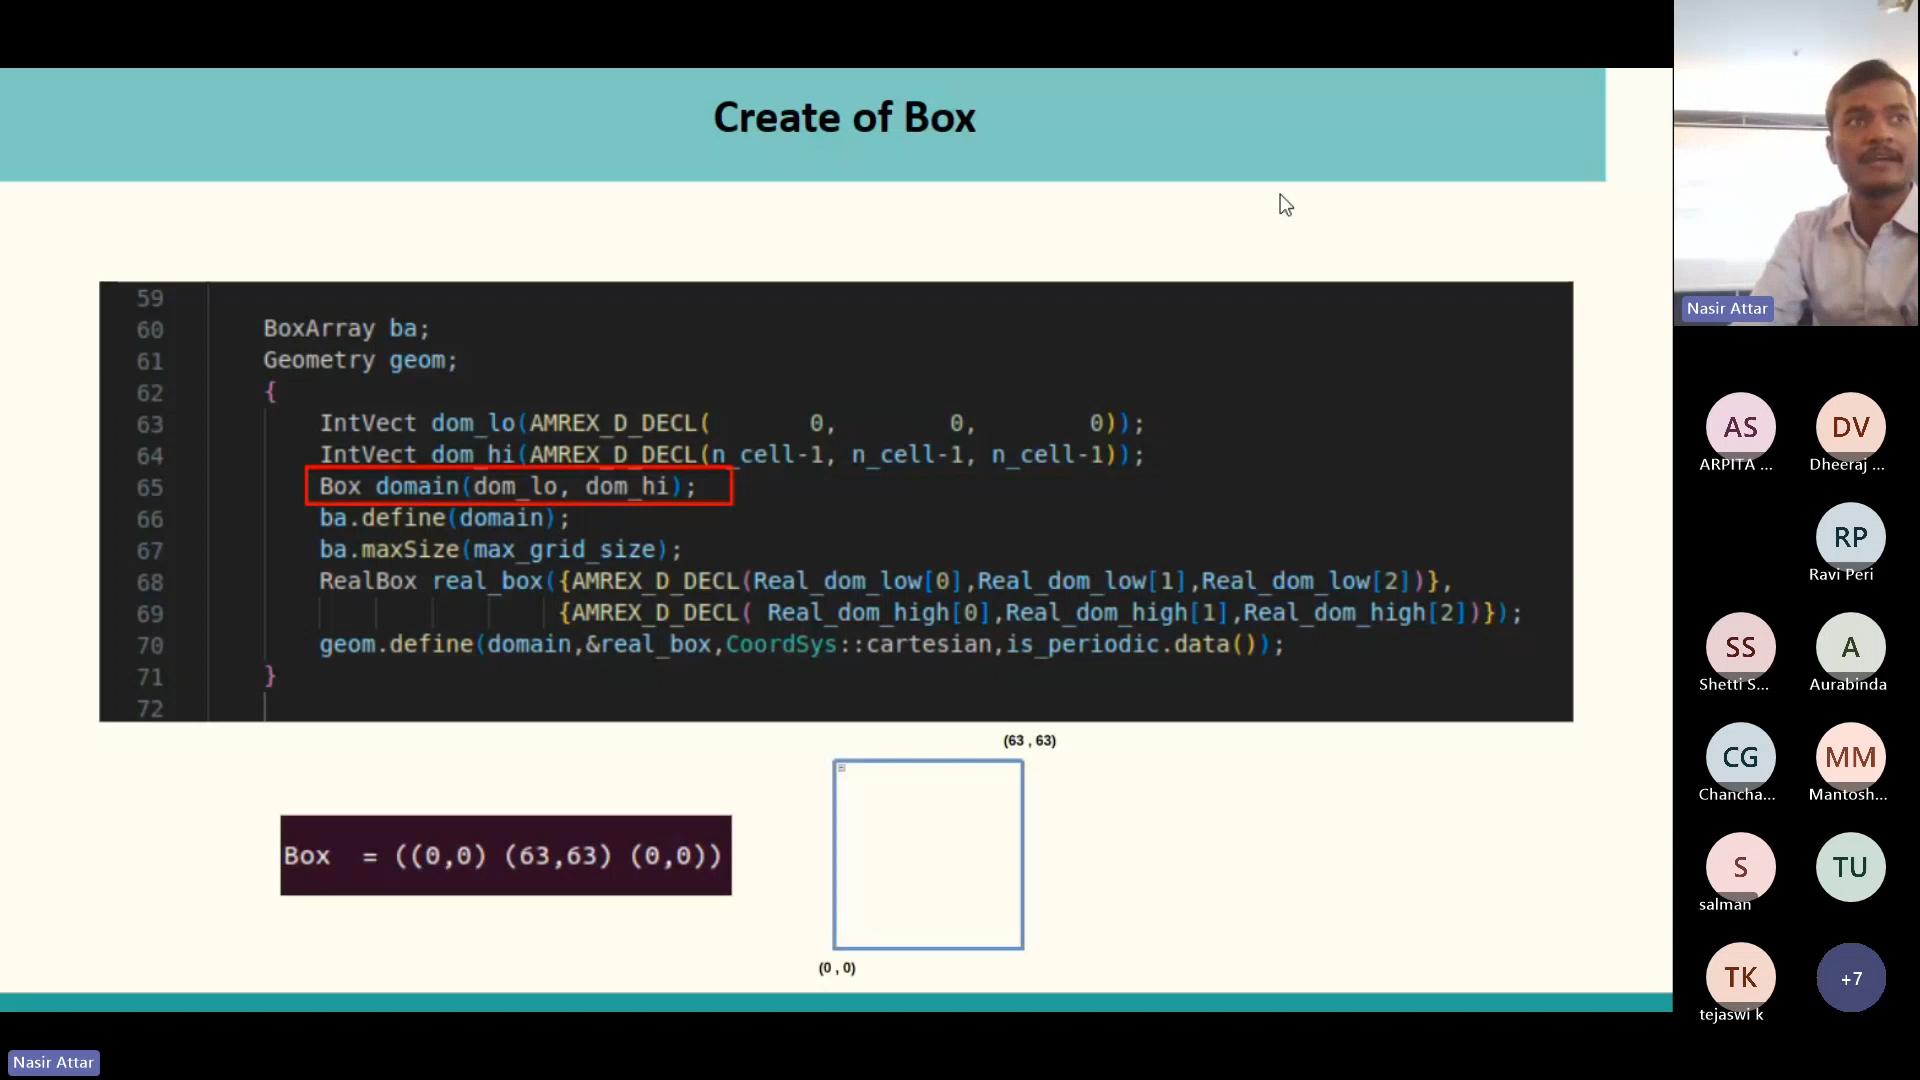 Create of Box
59
60 BoxArray ba;
61 Geometry geom;
62 {
63 IntVect dom_lo(AMREX_D_DECL(       0,        0,        0));
64 IntVect dom_hi(AMREX_D_DECL(n_cell-1, n_cell-1, n_cell-1));
65 Box domain(dom_lo, dom_hi);
66 ba.define(domain);
67 ba.maxSize(max_grid_size);
68 RealBox real_box({AMREX_D_DECL(Real_dom_low[0],Real_dom_low[1],Real_dom_low[2])},
69 {AMREX_D_DECL( Real_dom_high[0],Real_dom_high[1],Real_dom_high[2])});
70 geom.define(domain,&real_box,CoordSys::cartesian,is_periodic.data());
71 }
72
(63 , 63)
Box  = ((0,0) (63,63) (0,0))
(0 , 0)
Nasir Attar
Nasir Attar
AS
ARPITA ...
DV
Dheeraj ...
RP
Ravi Peri
SS
Shetti S...
A
Aurabinda
CG
Chancha...
MM
Mantosh...
S
salman
TU
TK
tejaswi k
+7